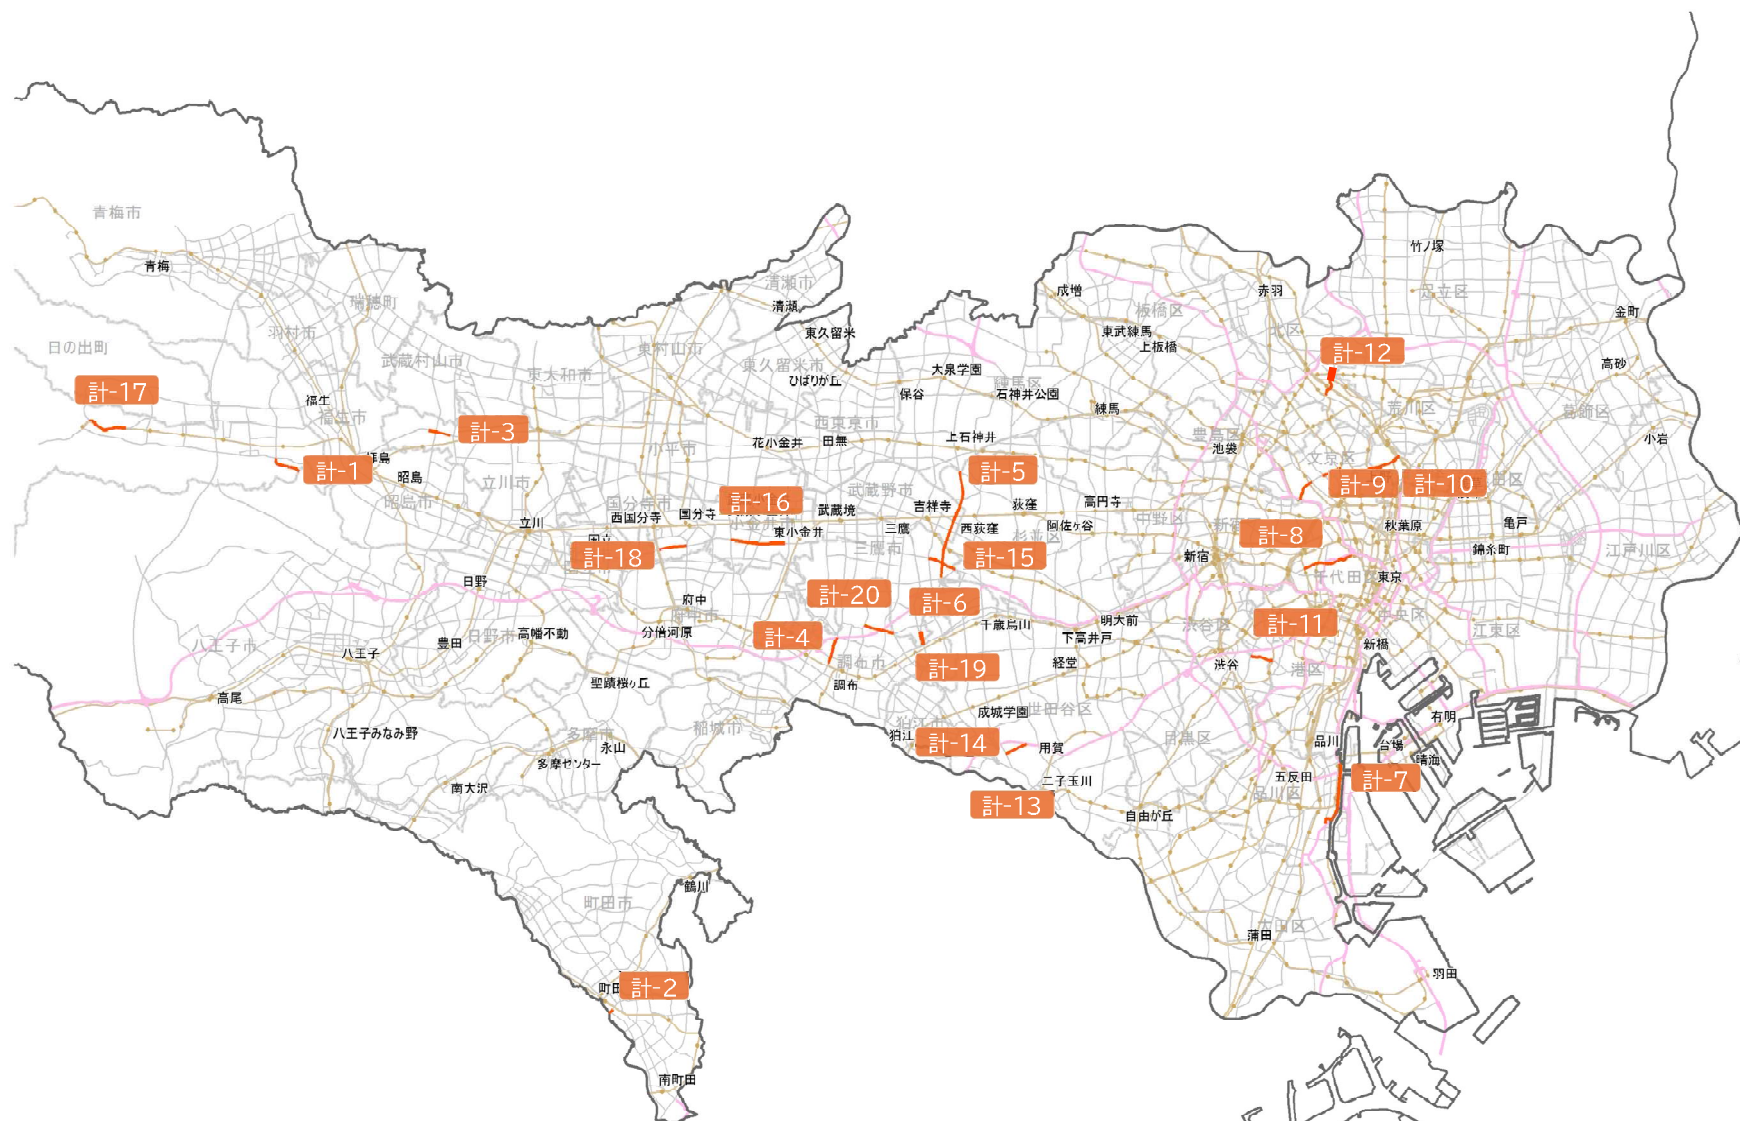 竹ノ塚
青梅市
青梅
清瀬市
成増
赤羽
足立区
瑞穂町
清瀬
板橋区
金町
羽村市
東久留米
東武練馬
北区
日の出町
武蔵村山市
東村山市
上板橋
計-12
東久留米市
大泉学園
高砂
東大和市
ひばりが丘
練馬区
計-17
福生
保谷
石神井公園
練馬
荒川区
葛飾区
福生市
西東京市
計-3
花小金井
田無
上石神井
豊島区
小岩
小平市
池袋
文京区
拝島
計-1
昭島
計-5
立川市
武蔵野市
計-9
計-10
昭島市
国分寺市
計-16
吉祥寺
荻窪
高円寺
西国分寺
国分寺
武蔵境
中野区
立川
東小金井
三鷹
西荻窪
阿佐ヶ谷
計-8
秋葉原
亀戸
三鷹市
杉並区
錦糸町
江戸川区
計-18
計-15
新宿
千代田
東京
日野
計-20
計-6
府中
中央区
千歳烏山
明大前
計-11
渋谷区
江東区
八王子市
日野市
高幡不動
分倍河原
計-4
下高井戸
豊田
新橋
八王子
調布市
計-19
経堂
渋谷
港区
聖蹟桜ヶ丘
調布
高尾
成城学園
世田谷区
有明
八王子みなみ野
多摩市
稲城市
狛江市
狛江
計-14
用賀
目黒区
品川
台場
永山
多摩センター
晴海
南大沢
二子玉川
五反田
計-7
品川区
計-13
自由が丘
鶴川
町田市
大田区
蒲田
羽田
町田
計-2
南町田